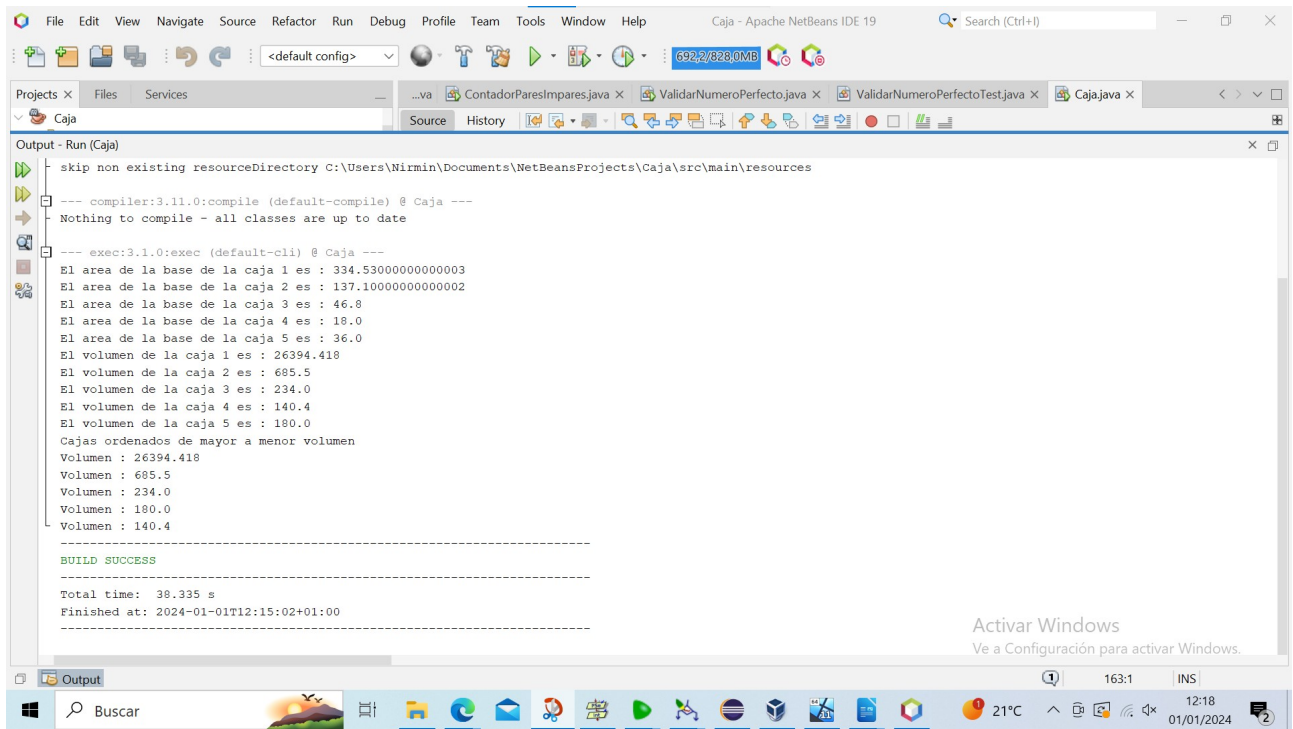 File Edit View Navigate Source Refactor Run Debug Profile Team Tools Window Help Caja - Apache NetBeans IDE 19 Search (Ctrl+I)
<default config> 692,2/828,0MB
Projects Files Services ...va ContadorParesImpares.java ValidarNumeroPerfecto.java ValidarNumeroPerfectoTest.java Caja.java
Caja Source History
Output - Run (Caja)
skip non existing resourceDirectory C:\Users\Nirmin\Documents\NetBeansProjects\Caja\src\main\resources
--- compiler:3.11.0:compile (default-compile) @ Caja ---
Nothing to compile - all classes are up to date
--- exec:3.1.0:exec (default-cli) @ Caja ---
El area de la base de la caja 1 es : 334.53000000000003
El area de la base de la caja 2 es : 137.10000000000002
El area de la base de la caja 3 es : 46.8
El area de la base de la caja 4 es : 18.0
El area de la base de la caja 5 es : 36.0
El volumen de la caja 1 es : 26394.418
El volumen de la caja 2 es : 685.5
El volumen de la caja 3 es : 234.0
El volumen de la caja 4 es : 140.4
El volumen de la caja 5 es : 180.0
Cajas ordenados de mayor a menor volumen
Volumen : 26394.418
Volumen : 685.5
Volumen : 234.0
Volumen : 180.0
Volumen : 140.4
------------------------------------------------------------------------
BUILD SUCCESS
------------------------------------------------------------------------
Total time:  38.335 s
Finished at: 2024-01-01T12:15:02+01:00
------------------------------------------------------------------------
Activar Windows
Ve a Configuración para activar Windows.
Output 1 163:1 INS
Buscar 21°C 12:18
01/01/2024 2